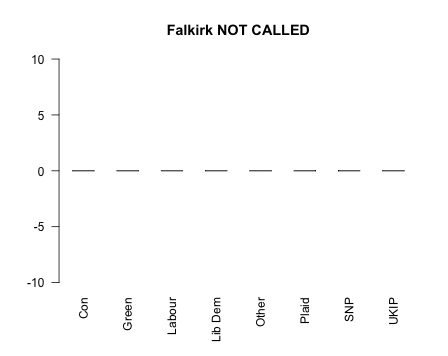 Falkirk NOT CALLED
10
5
0
-5
-10
Con
Green
Labour
Lib Dem
Other
Plaid
SNP
UKIP